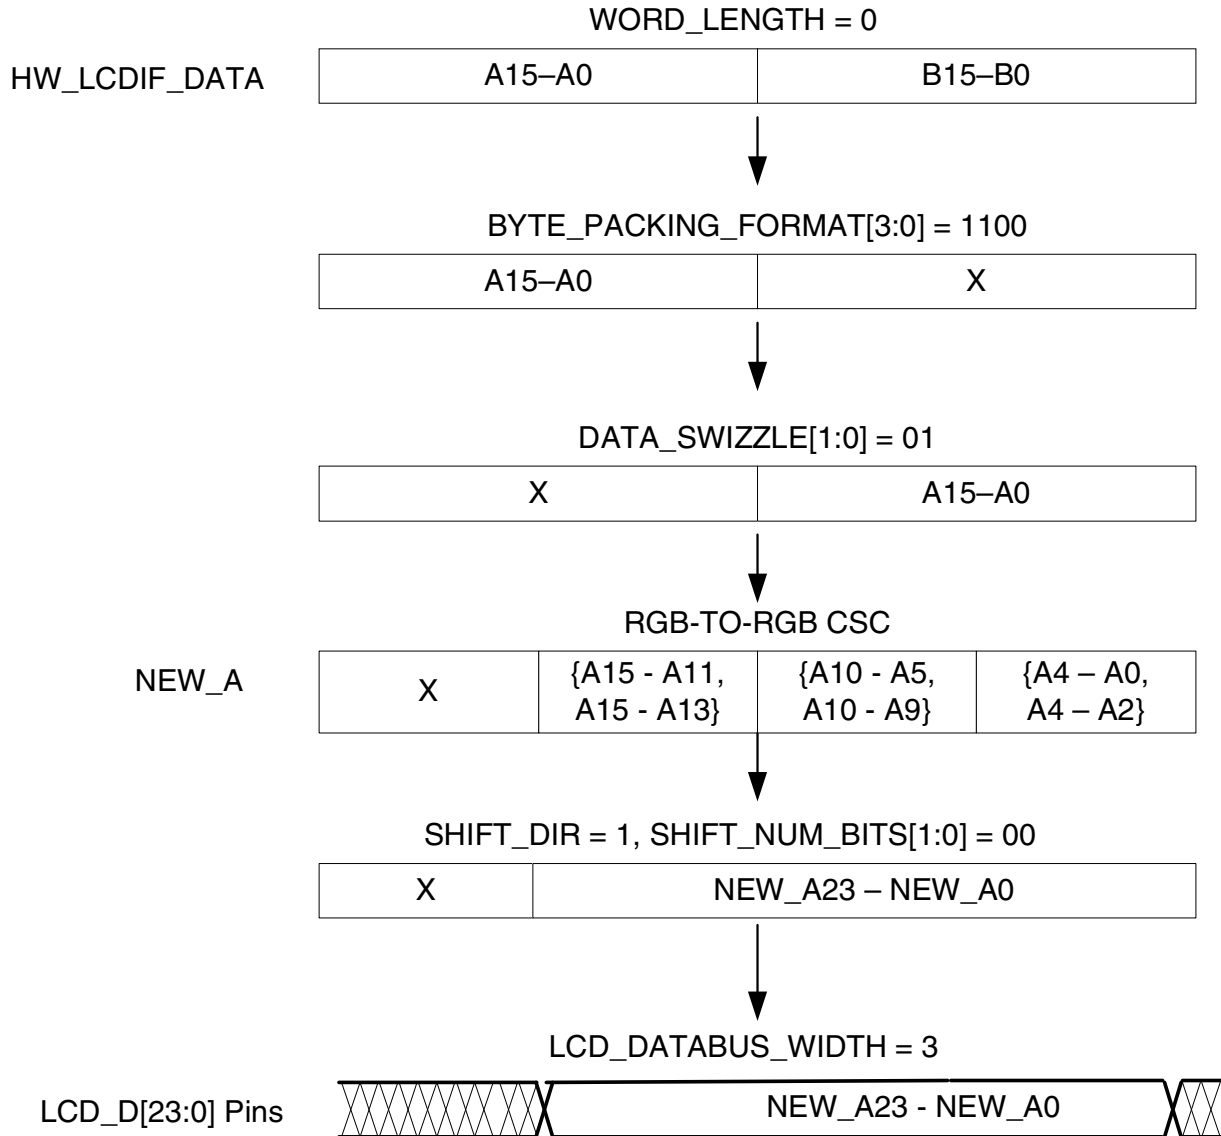 WORD_LENGTH = 0
HW_LCDIF_DATA
A15–A0
B15–B0
BYTE_PACKING_FORMAT[3:0] = 1100
A15–A0
X
DATA_SWIZZLE[1:0] = 01
X
A15–A0
RGB-TO-RGB CSC
NEW_A
X
{A15 - A11,
A15 - A13}
{A10 - A5,
A10 - A9}
{A4 – A0,
A4 – A2}
SHIFT_DIR = 1, SHIFT_NUM_BITS[1:0] = 00
X
NEW_A23 – NEW_A0
LCD_DATABUS_WIDTH = 3
LCD_D[23:0] Pins
NEW_A23 - NEW_A0